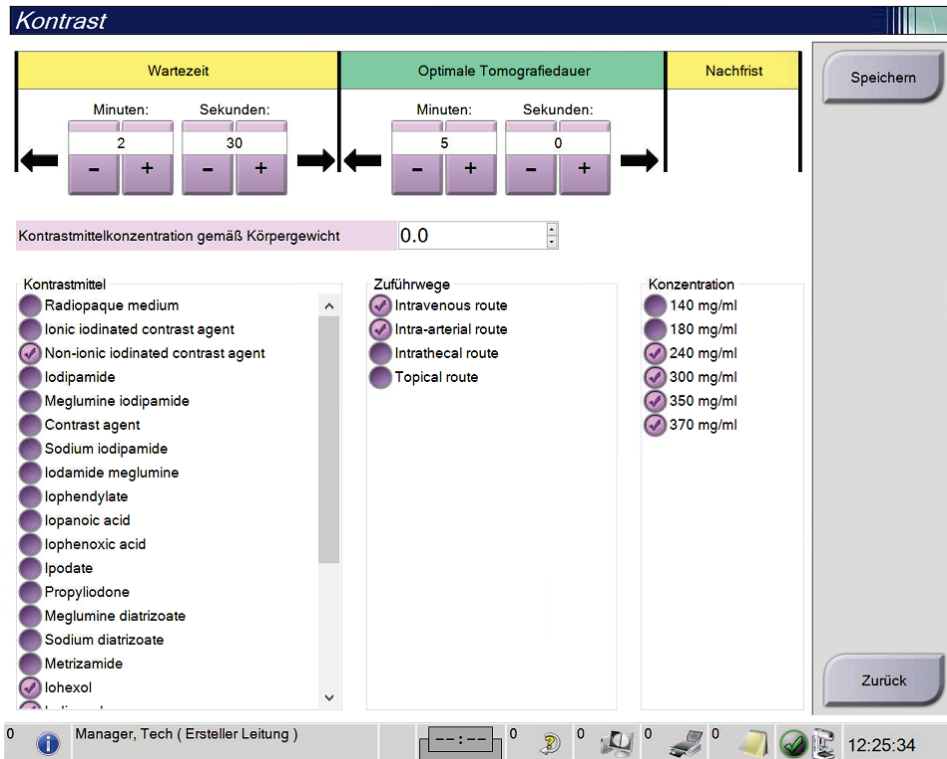 Kontrast
Wartezeit
Optimale Tomografiedauer
Nachfrist
Speichern
Minuten:
Sekunden:
Minuten:
Sekunden:
2
30
5
0
- + - +
- + - +
Kontrastmittelkonzentration gemäß Körpergewicht
0.0
Kontrastmittel
Radiopaque medium
Ionic iodinated contrast agent
Non-ionic iodinated contrast agent
Iodipamide
Meglumine iodipamide
Contrast agent
Sodium iodipamide
Iodamide meglumine
Iophendylate
Iopanoic acid
Iophenoxic acid
Ipodate
Propyliodone
Meglumine diatrizoate
Sodium diatrizoate
Metrizamide
Iohexol
Zuführwege
Intravenous route
Intra-arterial route
Intrathecal route
Topical route
Konzentration
140 mg/ml
180 mg/ml
240 mg/ml
300 mg/ml
350 mg/ml
370 mg/ml
Zurück
0
Manager, Tech ( Ersteller Leitung )
--:--
0
0
0
0
12:25:34